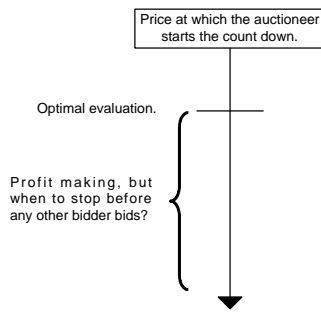 Price at which the auctioneer
starts the count down.
Optimal evaluation.
Profit making, but
when to stop before
any other bidder bids?